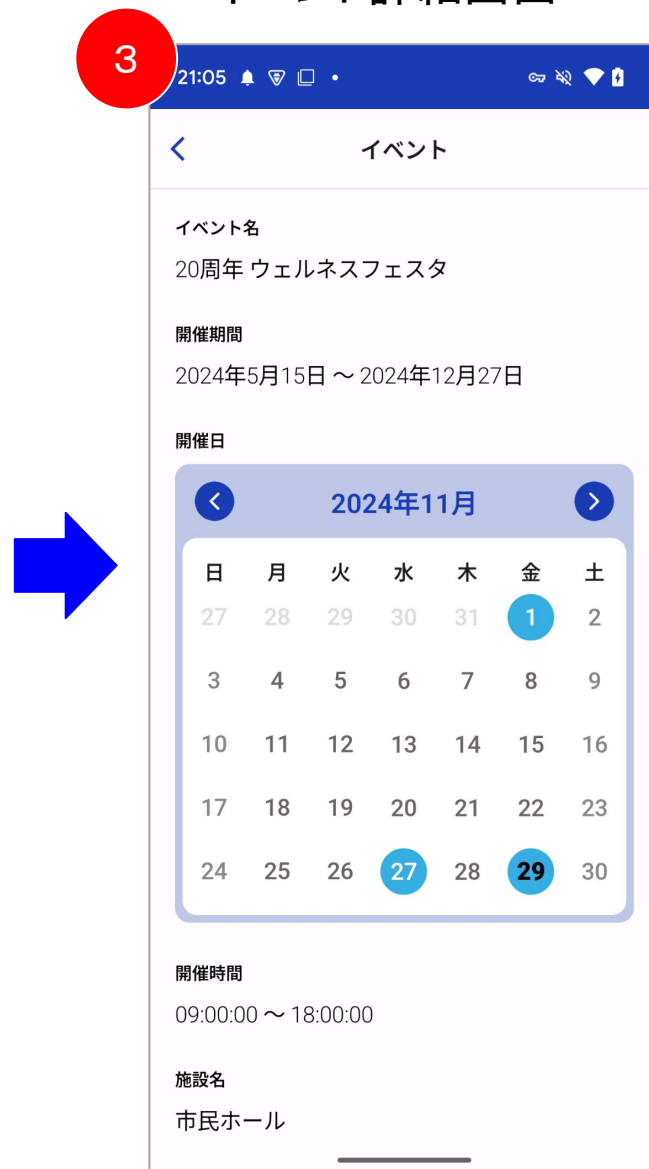 3
21:05
イベント
イベント名
20周年 ウェルネスフェスタ
開催期間
2024年5月15日 ～ 2024年12月27日
開催日
2024年11月
日 月 火 水 木 金 土
27 28 29 30 31 1 2
3 4 5 6 7 8 9
10 11 12 13 14 15 16
17 18 19 20 21 22 23
24 25 26 27 28 29 30
開催時間
09:00:00 ～ 18:00:00
施設名
市民ホール